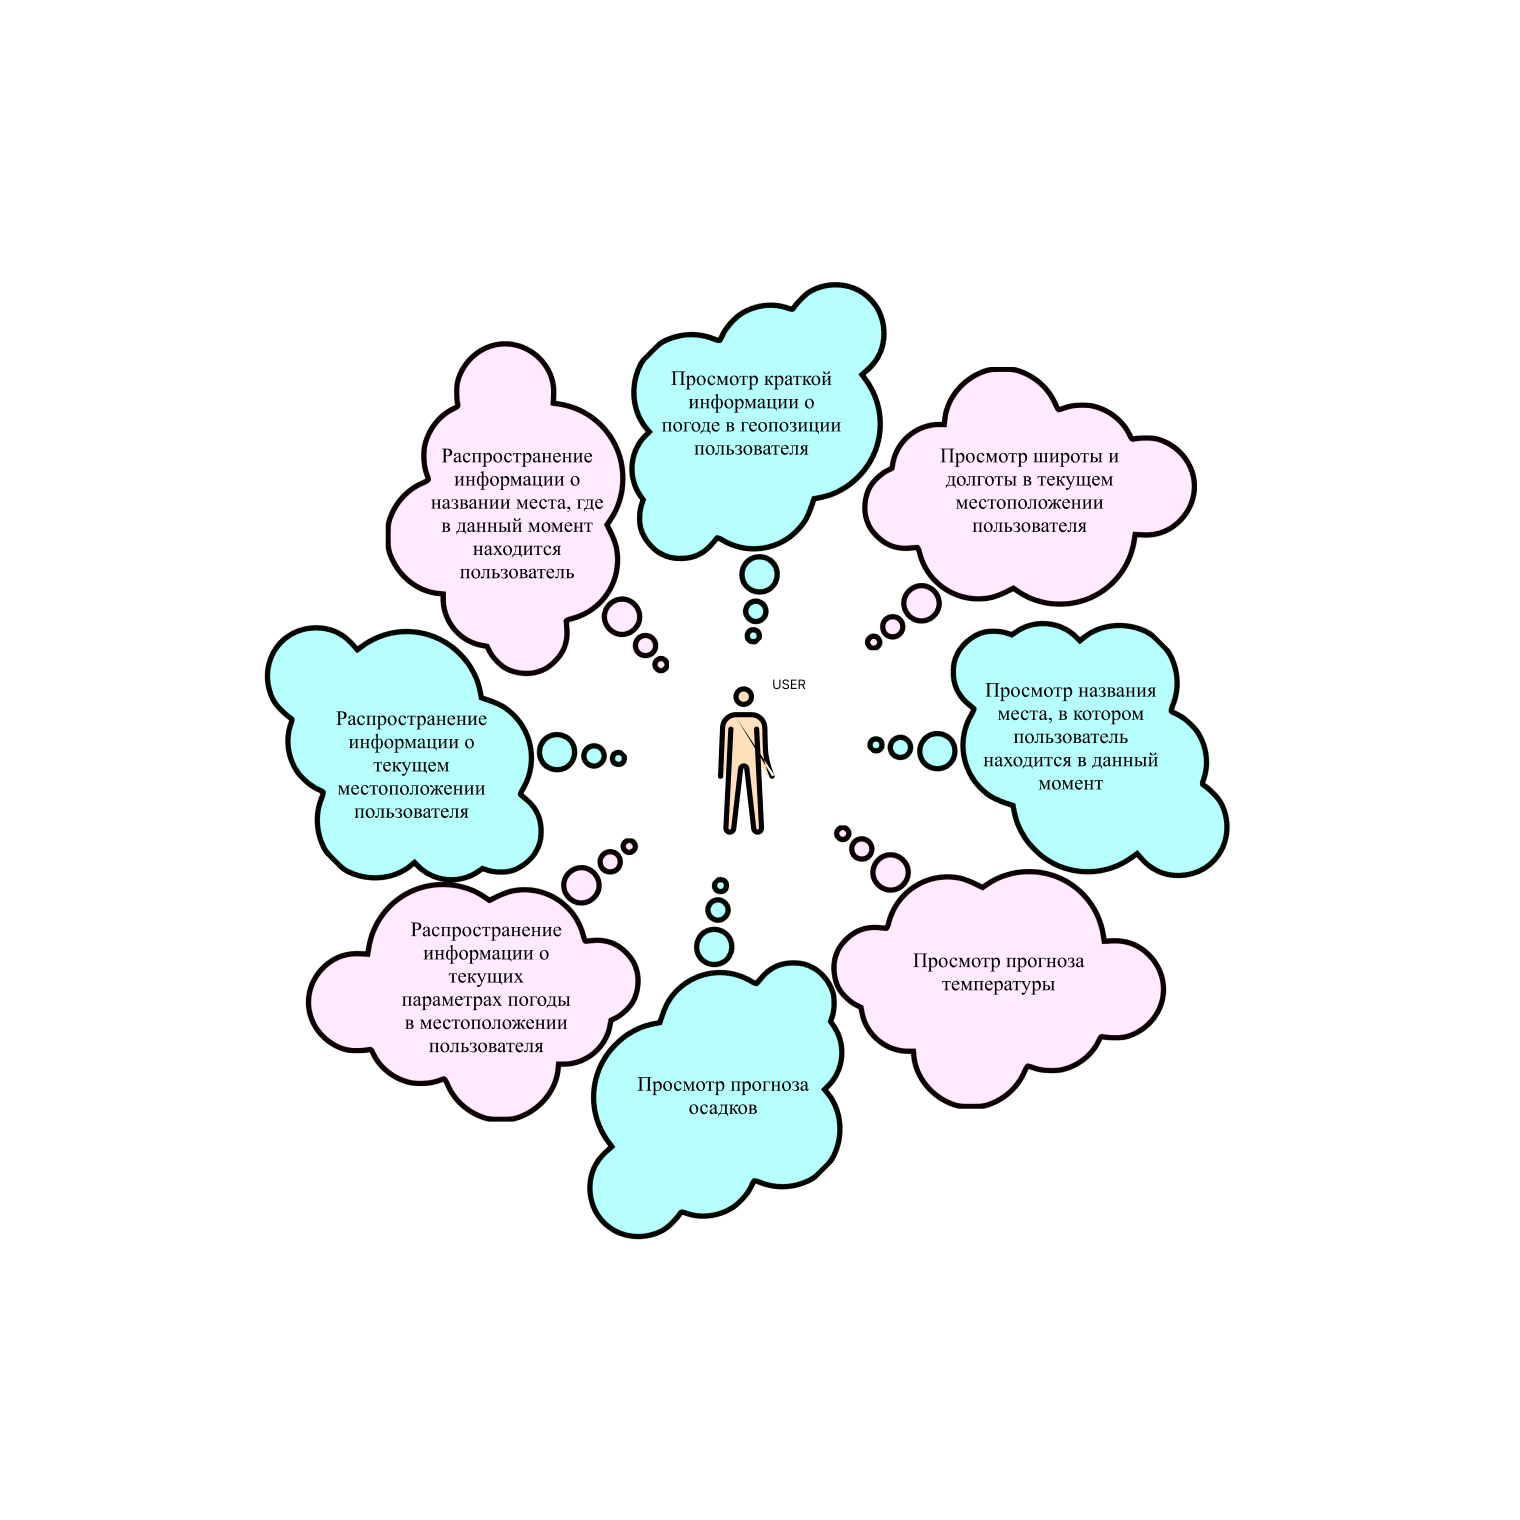 Просмотр краткой
информации о
погоде в геопозиции
пользователя
Распространение
информации о
названии места, где
в данный момент
находится
пользователь
Просмотр широты и
долготы в текущем
местоположении
пользователя
USER
Распространение
информации о
текущем
местоположении
пользователя
Просмотр названия
места, в котором
пользователь
находится в данный
момент
Распространение
информации о
текущих
параметрах погоды
в местоположении
пользователя
Просмотр прогноза
температуры
Просмотр прогноза
осадков